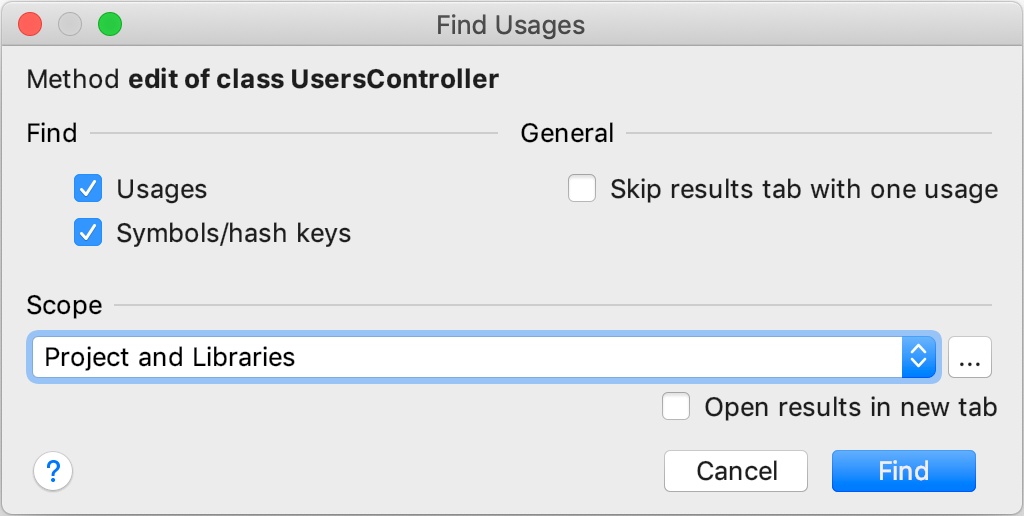 Find Usages
Method edit of class UsersController
Find
General
Usages
Skip results tab with one usage
Symbols/hash keys
Scope
Project and Libraries
...
Open results in new tab
?
Cancel
Find